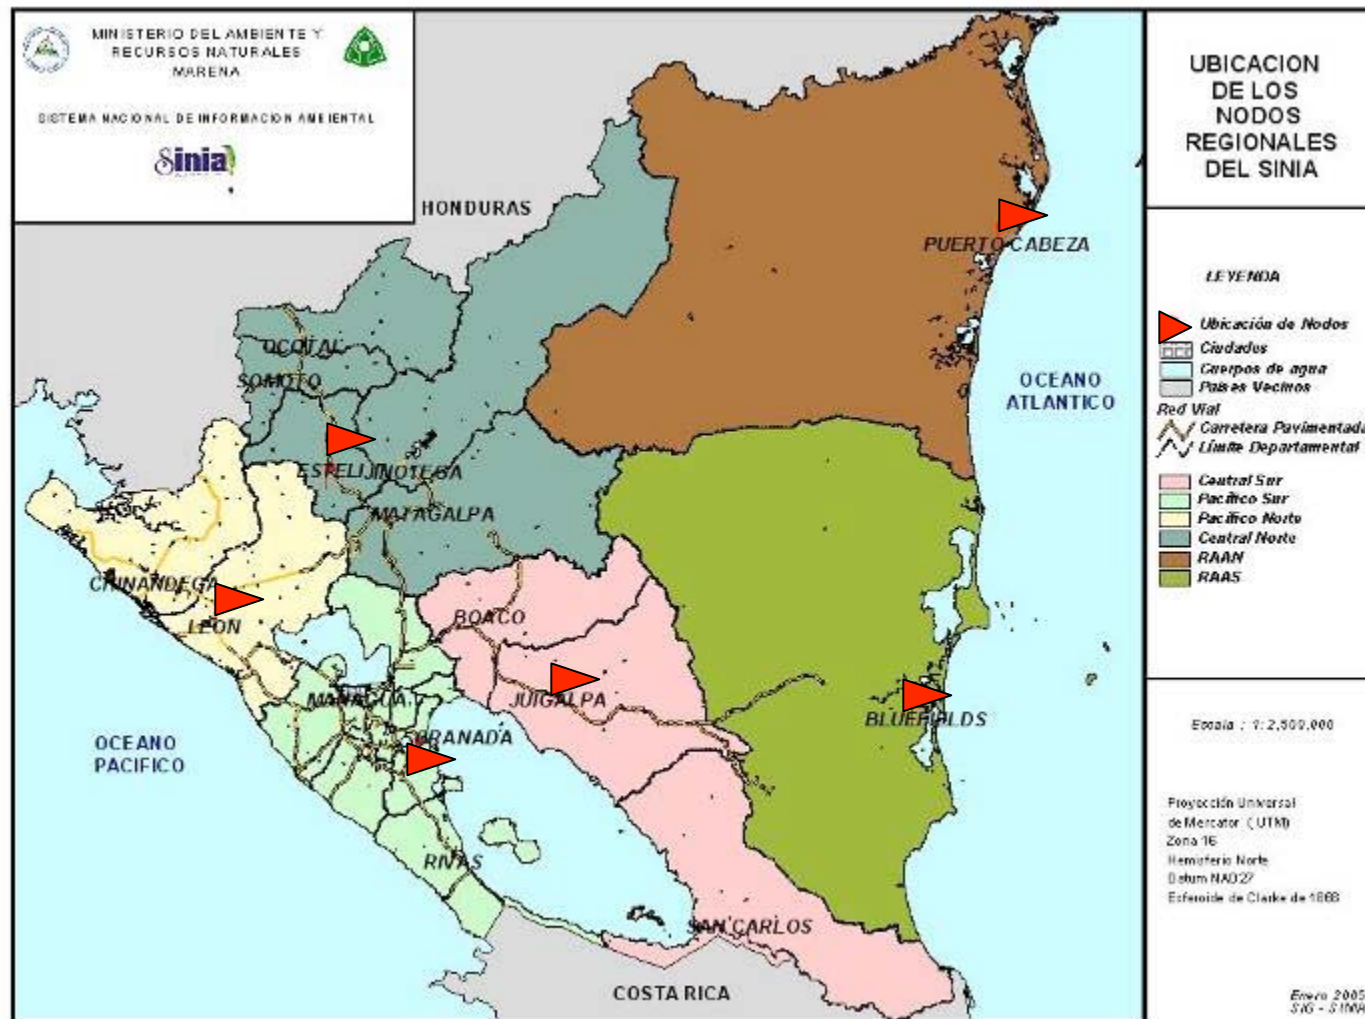 MINISTERIO DEL AMBIENTE Y
RECURSOS NATURALES
MARENA
SISTEMA NACIONAL DE INFORMACION AMBIENTAL
Sinia
UBICACION
DE LOS
NODOS
REGIONALES
DEL SINIA
HONDURAS
PUERTO CABEZA
OCOTAL
SOMOTO
OCEANO
ATLANTICO
ESTELI
JINOTEGA
MATAGALPA
CHINANDEGA
LEON
BOACO
MANAGUA
JUIGALPA
BLUEFIELDS
GRANADA
OCEANO
PACIFICO
RIVAS
SAN CARLOS
COSTA RICA
LEYENDA
Ubicación de Nodos
Ciudades
Cuerpos de agua
Países Vecinos
Red Vial
Carretera Pavimentada
Límite Departamental
Central Sur
Pacífico Sur
Pacífico Norte
Central Norte
RAAN
RAAS
Escala : 1:2,500,000
Proyección Universal
de Mercator ( UTM)
Zona 16
Hemisferio Norte
Datum NAD27
Esferoide de Clarke de 1866
Enero 2005
SIG -